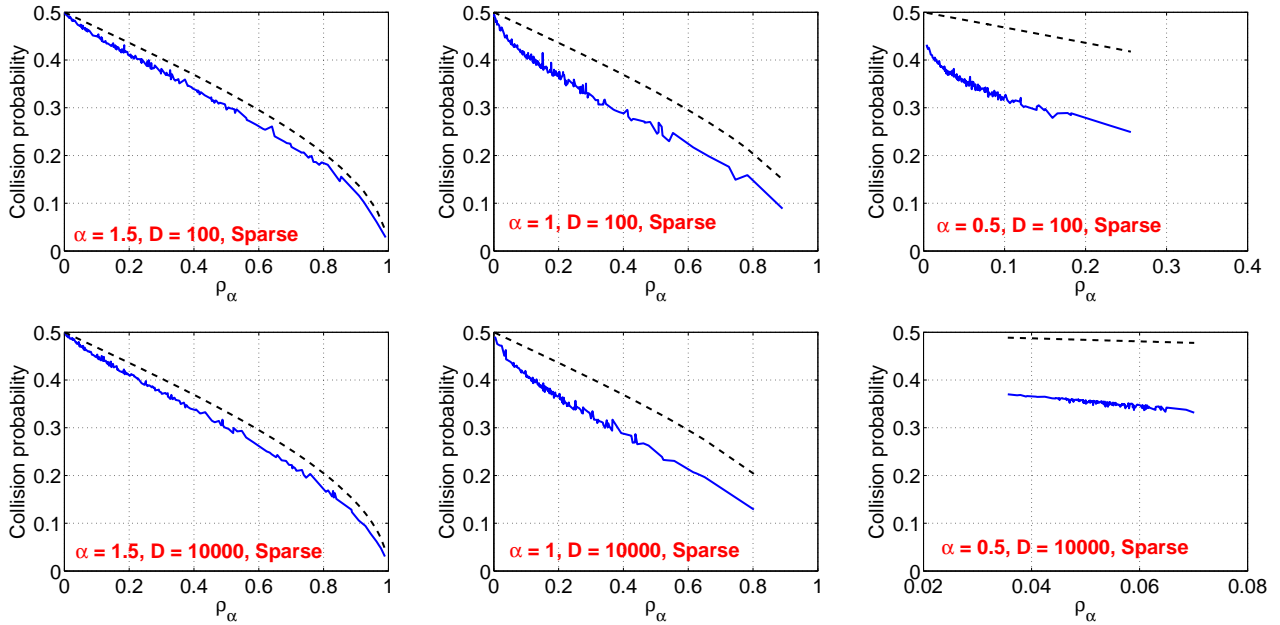 0.5
0.4
0.3
0.2
0.1
0
Collision probability
α = 1.5, D = 100, Sparse
0 0.2 0.4 0.6 0.8 1
ρα
0.5
0.4
0.3
0.2
0.1
0
Collision probability
α = 1, D = 100, Sparse
0 0.2 0.4 0.6 0.8 1
ρα
0.5
0.4
0.3
0.2
0.1
0
Collision probability
α = 0.5, D = 100, Sparse
0 0.1 0.2 0.3 0.4
ρα
0.5
0.4
0.3
0.2
0.1
0
Collision probability
α = 1.5, D = 10000, Sparse
0 0.2 0.4 0.6 0.8 1
ρα
0.5
0.4
0.3
0.2
0.1
0
Collision probability
α = 1, D = 10000, Sparse
0 0.2 0.4 0.6 0.8 1
ρα
0.5
0.4
0.3
0.2
0.1
0
Collision probability
α = 0.5, D = 10000, Sparse
0.02 0.04 0.06 0.08
ρα